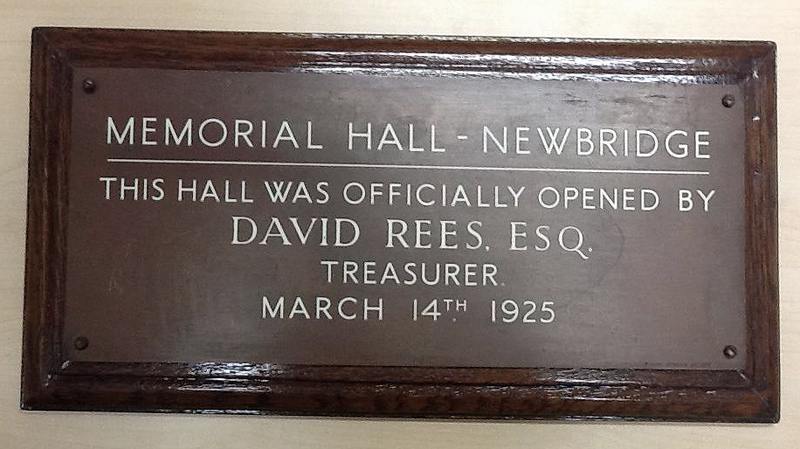 MEMORIAL HALL - NEWBRIDGE
THIS HALL WAS OFFICIALLY OPENED BY
DAVID REES, ESQ.
TREASURER.
MARCH 14TH 1925